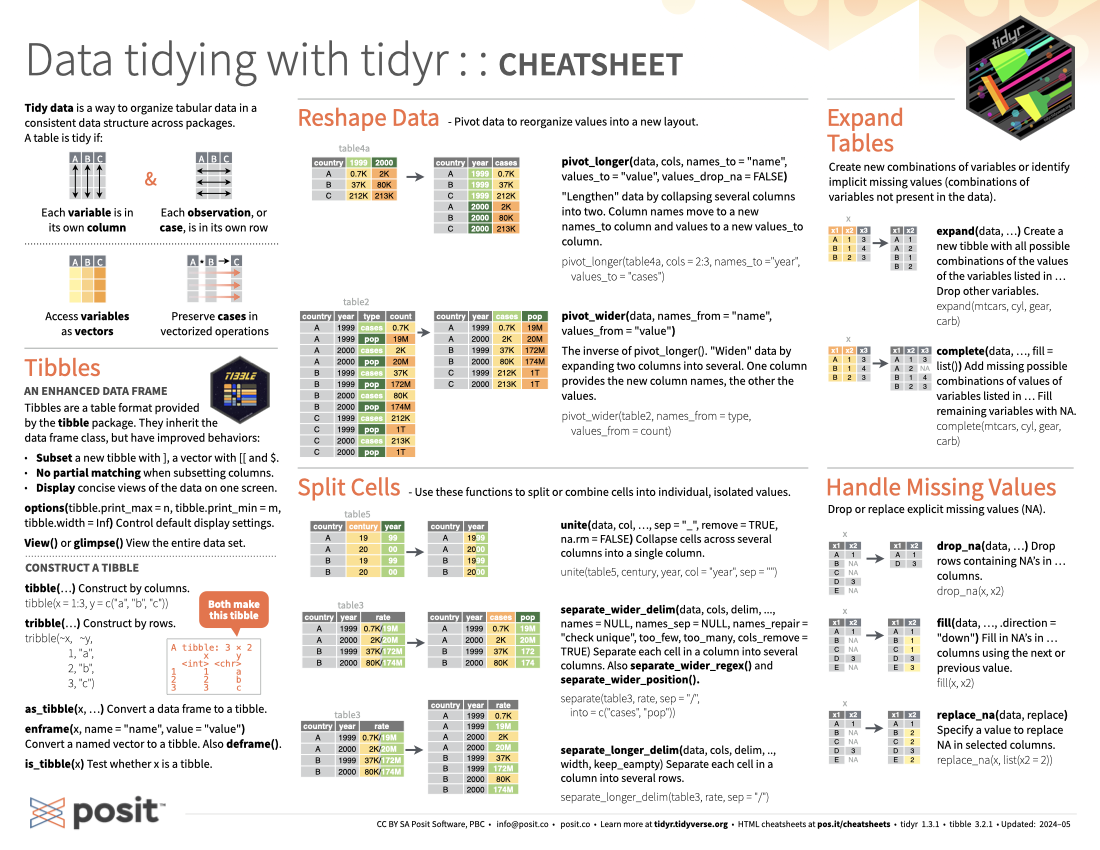 Data tidying with tidyr : : CHEATSHEET
tidyr
Tidy data is a way to organize tabular data in a
consistent data structure across packages.
A table is tidy if:
A B C
&
A B C
Each variable is in
its own column
Each observation, or
case, is in its own row
A B C
A • B → C
Access variables
as vectors
Preserve cases in
vectorized operations
Tibbles
TIBBLE
AN ENHANCED DATA FRAME
Tibbles are a table format provided
by the tibble package. They inherit the
data frame class, but have improved behaviors:
• Subset a new tibble with ], a vector with [[ and $.
• No partial matching when subsetting columns.
• Display concise views of the data on one screen.
options(tibble.print_max = n, tibble.print_min = m,
tibble.width = Inf) Control default display settings.
View() or glimpse() View the entire data set.
CONSTRUCT A TIBBLE
tibble(…) Construct by columns.
tibble(x = 1:3, y = c("a", "b", "c"))
tribble(…) Construct by rows.
tribble(~x, ~y,
1, "a",
2, "b",
3, "c")
Both make
this tibble
A tibble: 3 × 2
x y
<int> <chr>
1 1 a
2 2 b
3 3 c
as_tibble(x, …) Convert a data frame to a tibble.
enframe(x, name = "name", value = "value")
Convert a named vector to a tibble. Also deframe().
is_tibble(x) Test whether x is a tibble.
Reshape Data - Pivot data to reorganize values into a new layout.
table4a
country 1999 2000
A 0.7K 2K
B 37K 80K
C 212K 213K
country year cases
A 1999 0.7K
B 1999 37K
C 1999 212K
A 2000 2K
B 2000 80K
C 2000 213K
pivot_longer(data, cols, names_to = "name",
values_to = "value", values_drop_na = FALSE)
"Lengthen" data by collapsing several columns
into two. Column names move to a new
names_to column and values to a new values_to
column.
pivot_longer(table4a, cols = 2:3, names_to ="year",
values_to = "cases")
table2
country year type count
A 1999 cases 0.7K
A 1999 pop 19M
A 2000 cases 2K
A 2000 pop 20M
B 1999 cases 37K
B 1999 pop 172M
B 2000 cases 80K
B 2000 pop 174M
C 1999 cases 212K
C 1999 pop 1T
C 2000 cases 213K
C 2000 pop 1T
country year cases pop
A 1999 0.7K 19M
A 2000 2K 20M
B 1999 37K 172M
B 2000 80K 174M
C 1999 212K 1T
C 2000 213K 1T
pivot_wider(data, names_from = "name",
values_from = "value")
The inverse of pivot_longer(). "Widen" data by
expanding two columns into several. One column
provides the new column names, the other the
values.
pivot_wider(table2, names_from = type,
values_from = count)
Split Cells - Use these functions to split or combine cells into individual, isolated values.
table5
country century year
A 19 99
A 20 00
B 19 99
B 20 00
country year
A 1999
A 2000
B 1999
B 2000
unite(data, col, …, sep = "_", remove = TRUE,
na.rm = FALSE) Collapse cells across several
columns into a single column.
unite(table5, century, year, col = "year", sep = "")
table3
country year rate
A 1999 0.7K/19M
A 2000 2K/20M
B 1999 37K/172M
B 2000 80K/174M
country year cases pop
A 1999 0.7K 19M
A 2000 2K 20M
B 1999 37K 172
B 2000 80K 174
separate_wider_delim(data, cols, delim, ...,
names = NULL, names_sep = NULL, names_repair =
"check unique", too_few, too_many, cols_remove =
TRUE) Separate each cell in a column into several
columns. Also separate_wider_regex() and
separate_wider_position().
separate(table3, rate, sep = "/",
into = c("cases", "pop"))
table3
country year rate
A 1999 0.7K/19M
A 2000 2K/20M
B 1999 37K/172M
B 2000 80K/174M
country year rate
A 1999 0.7K
A 1999 19M
A 2000 2K
A 2000 20M
B 1999 37K
B 1999 172M
B 2000 80K
B 2000 174M
separate_longer_delim(data, cols, delim, ..,
width, keep_eampty) Separate each cell in a
column into several rows.
separate_longer_delim(table3, rate, sep = "/")
Expand
Tables
Create new combinations of variables or identify
implicit missing values (combinations of
variables not present in the data).
x
x1 x2 x3
A 1 3
B 1 4
B 2 3
x1 x2
A 1
A 2
B 1
B 2
expand(data, …) Create a
new tibble with all possible
combinations of the values
of the variables listed in …
Drop other variables.
expand(mtcars, cyl, gear,
carb)
x
x1 x2 x3
A 1 3
B 1 4
B 2 3
x1 x2 x3
A 1 3
A 2 NA
B 1 4
B 2 3
complete(data, …, fill =
list()) Add missing possible
combinations of values of
variables listed in … Fill
remaining variables with NA.
complete(mtcars, cyl, gear,
carb)
Handle Missing Values
Drop or replace explicit missing values (NA).
x
x1 x2
A 1
B NA
C NA
D 3
E NA
x1 x2
A 1
D 3
drop_na(data, …) Drop
rows containing NA's in …
columns.
drop_na(x, x2)
x
x1 x2
A 1
B NA
C NA
D 3
E NA
x1 x2
A 1
B 1
C 1
D 3
E 3
fill(data, …, .direction =
"down") Fill in NA's in …
columns using the next or
previous value.
fill(x, x2)
x
x1 x2
A 1
B NA
C NA
D 3
E NA
x1 x2
A 1
B 2
C 2
D 3
E 2
replace_na(data, replace)
Specify a value to replace
NA in selected columns.
replace_na(x, list(x2 = 2))
posit™
CC BY SA Posit Software, PBC • info@posit.co • posit.co • Learn more at tidyr.tidyverse.org • HTML cheatsheets at pos.it/cheatsheets • tidyr 1.3.1 • tibble 3.2.1 • Updated: 2024–05